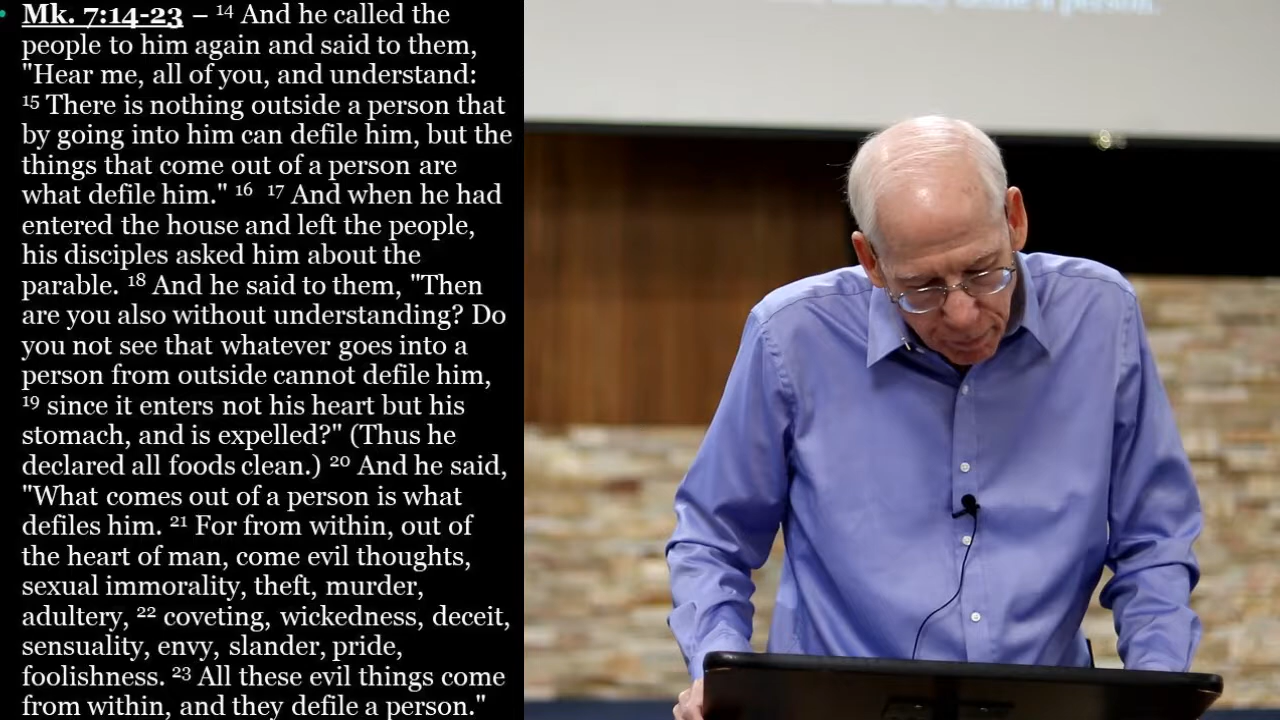 • Mk. 7:14-23 – 14 And he called the
people to him again and said to them,
"Hear me, all of you, and understand:
15 There is nothing outside a person that
by going into him can defile him, but the
things that come out of a person are
what defile him." 16 17 And when he had
entered the house and left the people,
his disciples asked him about the
parable. 18 And he said to them, "Then
are you also without understanding? Do
you not see that whatever goes into a
person from outside cannot defile him,
19 since it enters not his heart but his
stomach, and is expelled?" (Thus he
declared all foods clean.) 20 And he said,
"What comes out of a person is what
defiles him. 21 For from within, out of
the heart of man, come evil thoughts,
sexual immorality, theft, murder,
adultery, 22 coveting, wickedness, deceit,
sensuality, envy, slander, pride,
foolishness. 23 All these evil things come
from within, and they defile a person."